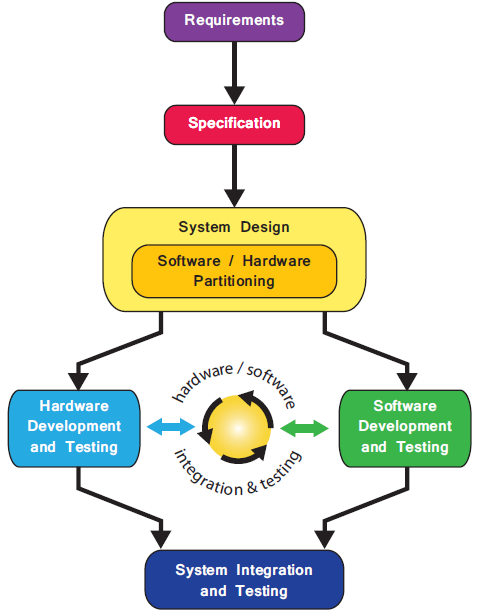 Requirements
Specification
System Design
Software / Hardware
Partitioning
hardware / software
Hardware
Development
and Testing
Software
Development
and Testing
integration & testing
System Integration
and Testing